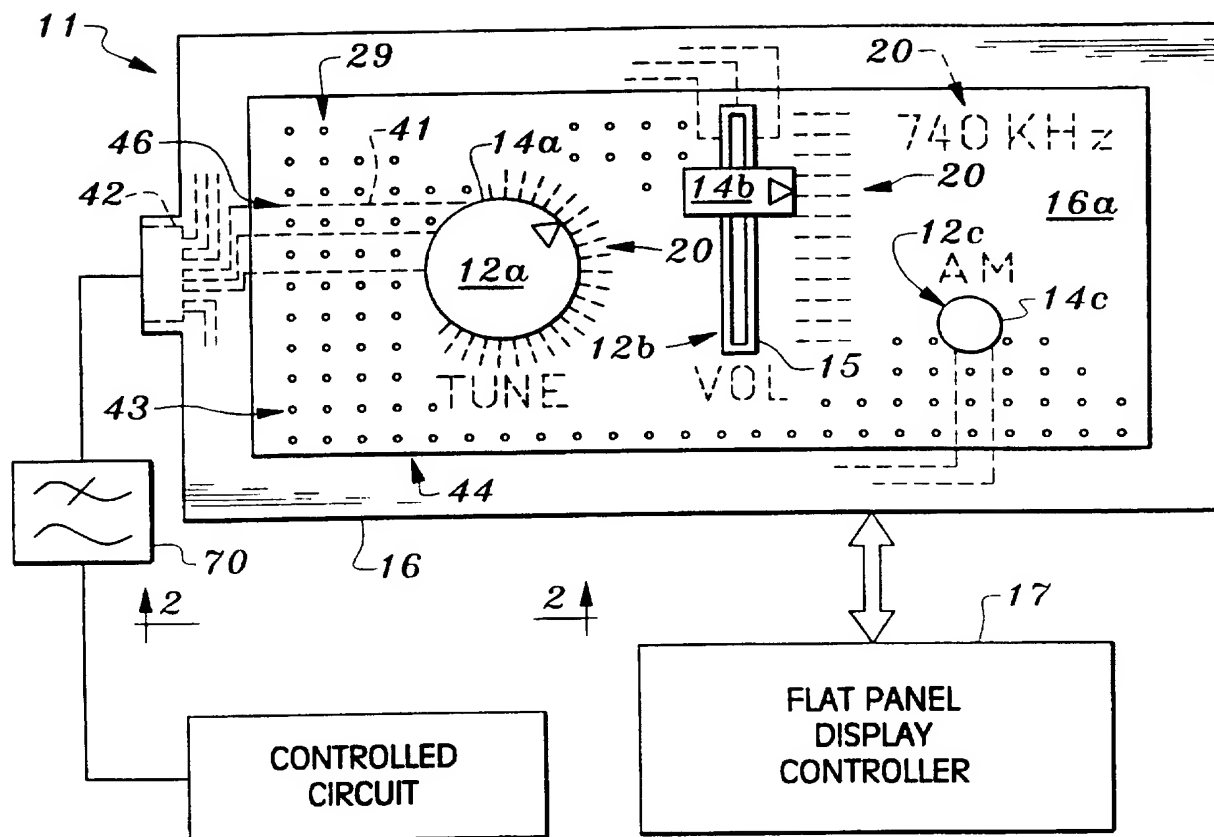 11
29
20
740 KHz
46
41
14a
42
14b
20
16a
12a
20
12c
AM
14c
12b
15
43
TUNE
VOL
44
70
16
2
2
17
CONTROLLED
CIRCUIT
FLAT PANEL
DISPLAY
CONTROLLER